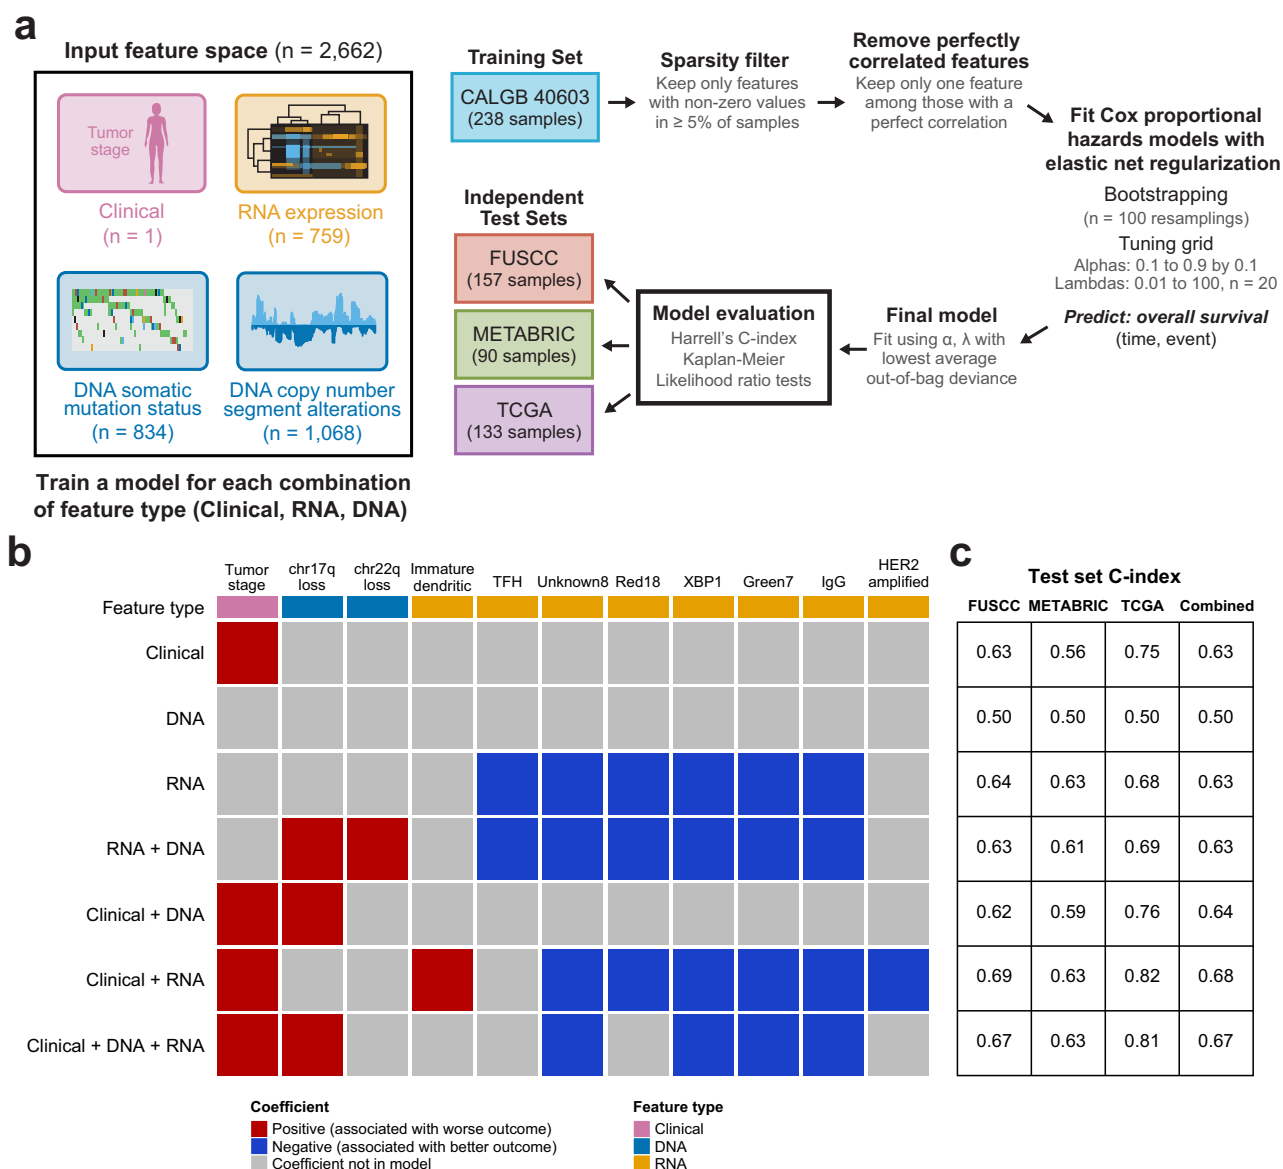 a
Input feature space (n = 2,662)
Tumor
stage
Clinical
(n = 1)
RNA expression
(n = 759)
DNA somatic
mutation status
(n = 834)
DNA copy number
segment alterations
(n = 1,068)
Train a model for each combination
of feature type (Clinical, RNA, DNA)
Training Set
CALGB 40603
(238 samples)
Sparsity filter
Keep only features
with non-zero values
in ≥ 5% of samples
Remove perfectly
correlated features
Keep only one feature
among those with a
perfect correlation
Fit Cox proportional
hazards models with
elastic net regularization
Bootstrapping
(n = 100 resamplings)
Tuning grid
Alphas: 0.1 to 0.9 by 0.1
Lambdas: 0.01 to 100, n = 20
Predict: overall survival
(time, event)
Final model
Fit using α, λ with
lowest average
out-of-bag deviance
Model evaluation
Harrell's C-index
Kaplan-Meier
Likelihood ratio tests
Independent
Test Sets
FUSCC
(157 samples)
METABRIC
(90 samples)
TCGA
(133 samples)
b
Tumor
stage
chr17q
loss
chr22q
loss
Immature
dendritic
TFH
Unknown8
Red18
XBP1
Green7
IgG
HER2
amplified
Feature type
Clinical
DNA
RNA
RNA + DNA
Clinical + DNA
Clinical + RNA
Clinical + DNA + RNA
Coefficient
Positive (associated with worse outcome)
Negative (associated with better outcome)
Coefficient not in model
Feature type
Clinical
DNA
RNA
c
Test set C-index
FUSCC METABRIC TCGA Combined
0.63 0.56 0.75 0.63
0.50 0.50 0.50 0.50
0.64 0.63 0.68 0.63
0.63 0.61 0.69 0.63
0.62 0.59 0.76 0.64
0.69 0.63 0.82 0.68
0.67 0.63 0.81 0.67